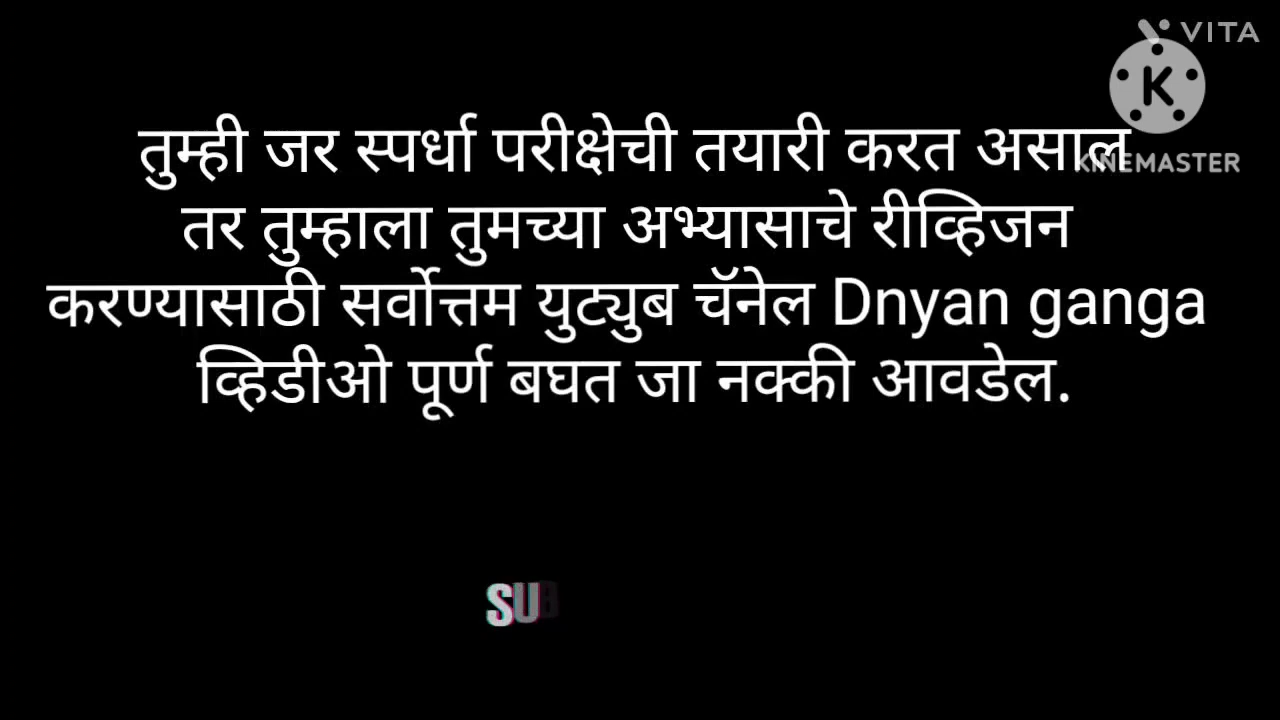 VITA
K
KINEMASTER
तुम्ही जर स्पर्धा परीक्षेची तयारी करत असाल
तर तुम्हाला तुमच्या अभ्यासाचे रीव्हिजन
करण्यासाठी सर्वोत्तम युट्युब चॅनेल Dnyan ganga
व्हिडीओ पूर्ण बघत जा नक्की आवडेल.
SUB